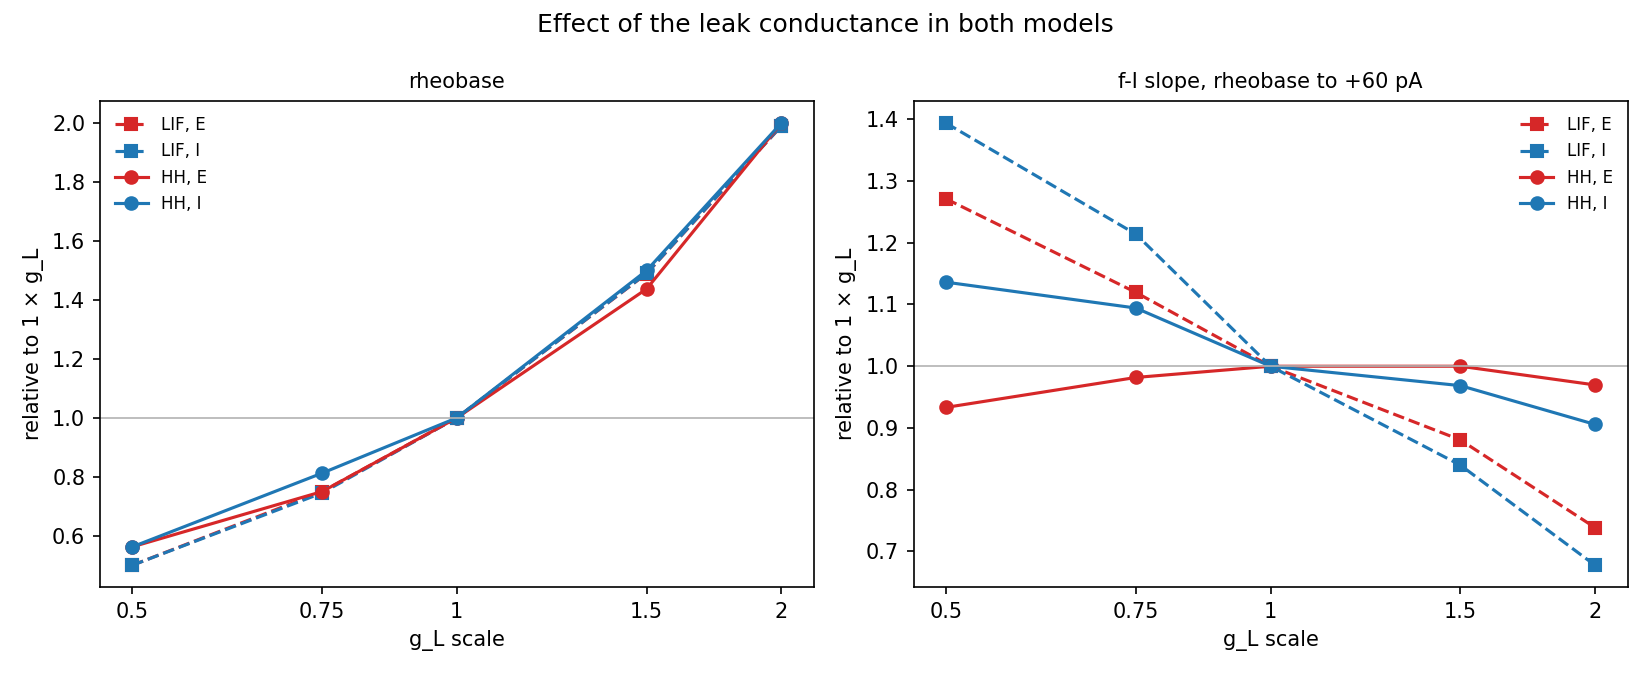 Effect of the leak conductance in both models
rheobase
relative to 1 × g_L
2.0
1.8
1.6
1.4
1.2
1.0
0.8
0.6
LIF, E
LIF, I
HH, E
HH, I
0.5
0.75
1
1.5
2
g_L scale
f-I slope, rheobase to +60 pA
relative to 1 × g_L
1.4
1.3
1.2
1.1
1.0
0.9
0.8
0.7
LIF, E
LIF, I
HH, E
HH, I
0.5
0.75
1
1.5
2
g_L scale